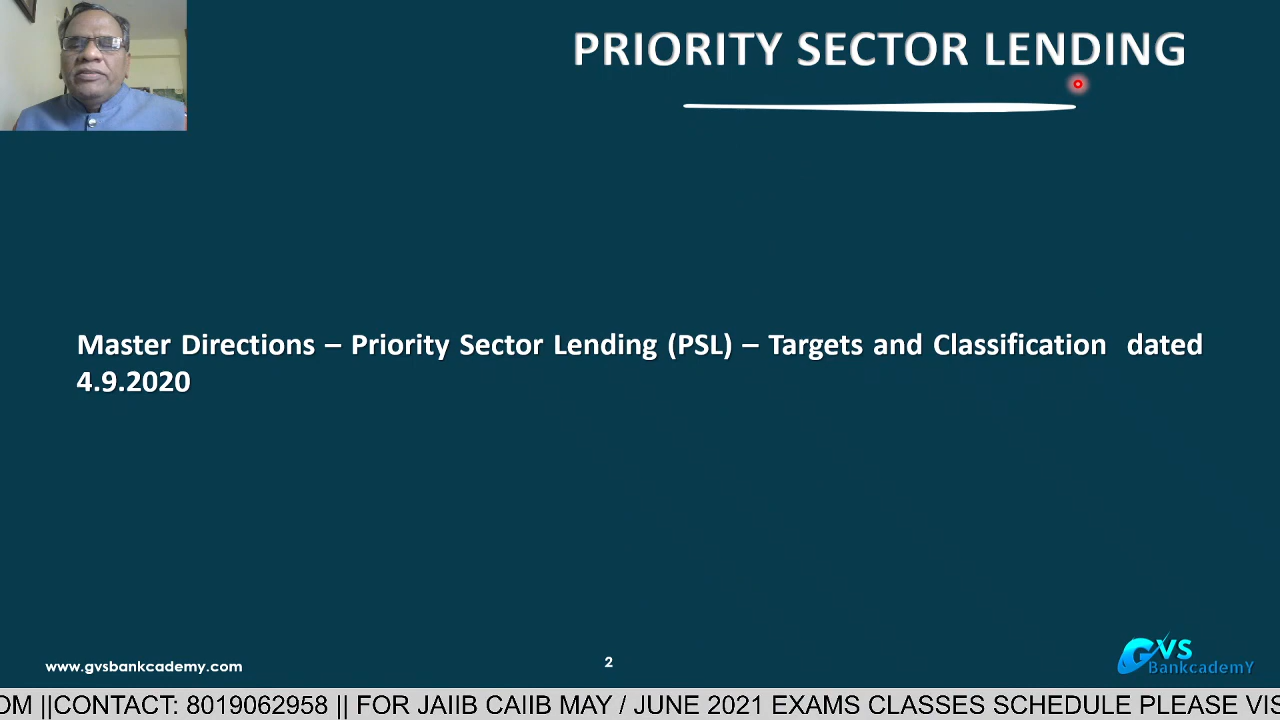 PRIORITY SECTOR LENDING
Master Directions – Priority Sector Lending (PSL) – Targets and Classification dated
4.9.2020
www.gvsbankcademy.com
2
GVS
BankcademY
OM ||CONTACT: 8019062958 || FOR JAIIB CAIIB MAY / JUNE 2021 EXAMS CLASSES SCHEDULE PLEASE VIS